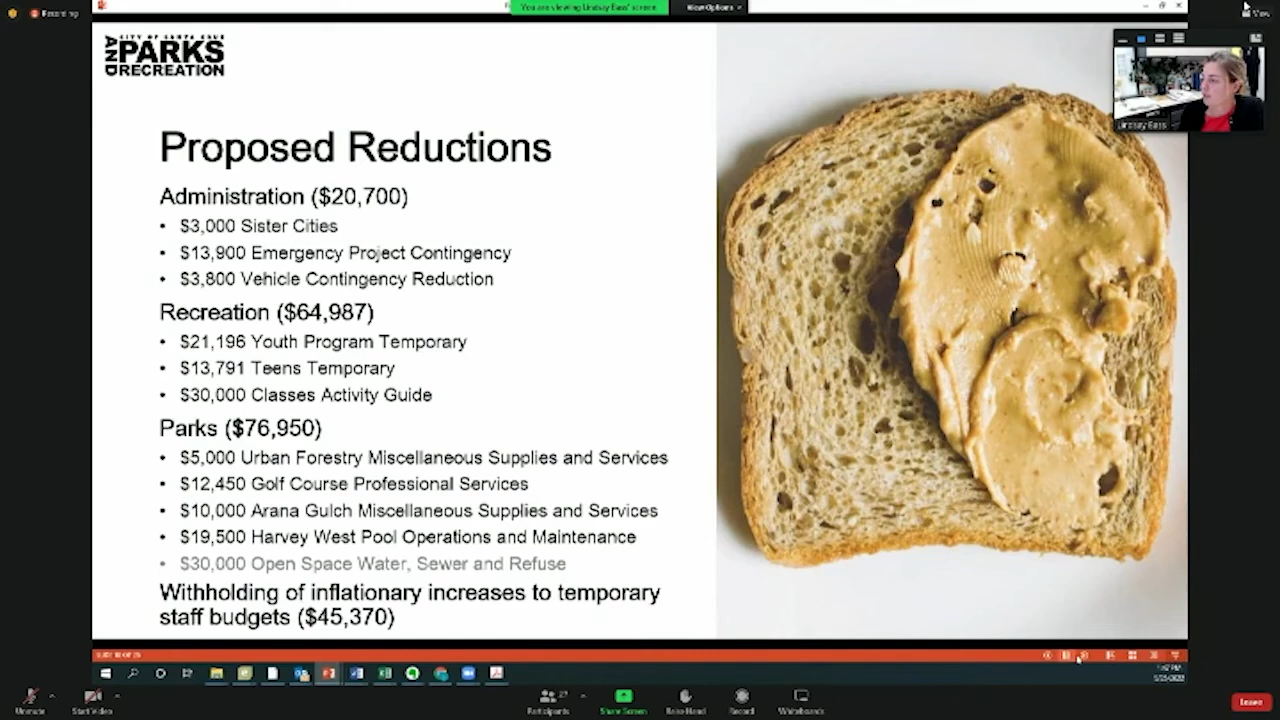 Recording
You are viewing Lindsay Bass' screen
View Options
View
CITY OF SANTA CRUZ
PARKS
AND
RECREATION
Lindsay Bass
Proposed Reductions
Administration ($20,700)
• $3,000 Sister Cities
• $13,900 Emergency Project Contingency
• $3,800 Vehicle Contingency Reduction
Recreation ($64,987)
• $21,196 Youth Program Temporary
• $13,791 Teens Temporary
• $30,000 Classes Activity Guide
Parks ($76,950)
• $5,000 Urban Forestry Miscellaneous Supplies and Services
• $12,450 Golf Course Professional Services
• $10,000 Arana Gulch Miscellaneous Supplies and Services
• $19,500 Harvey West Pool Operations and Maintenance
• $30,000 Open Space Water, Sewer and Refuse
Withholding of inflationary increases to temporary
staff budgets ($45,370)
Unmute
Start Video
Participants
27
Share Screen
Raise Hand
Record
Whiteboards
Leave